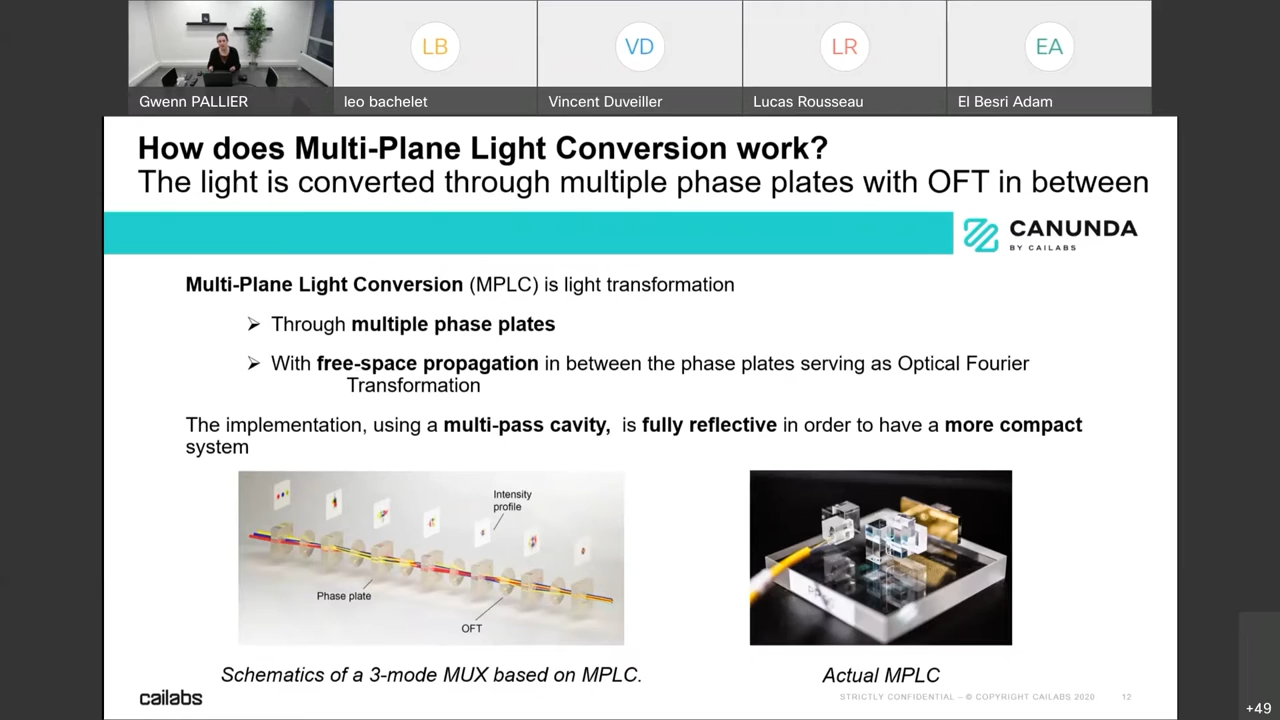 LB
VD
LR
EA
Gwenn PALLIER
leo bachelet
Vincent Duveiller
Lucas Rousseau
El Besri Adam
How does Multi-Plane Light Conversion work?
The light is converted through multiple phase plates with OFT in between
CANUNDA
BY CAILABS
Multi-Plane Light Conversion (MPLC) is light transformation
➢ Through multiple phase plates
➢ With free-space propagation in between the phase plates serving as Optical Fourier
Transformation
The implementation, using a multi-pass cavity, is fully reflective in order to have a more compact
system
Intensity
profile
Phase plate
OFT
Schematics of a 3-mode MUX based on MPLC.
Actual MPLC
cailabs
STRICTLY CONFIDENTIAL – © COPYRIGHT CAILABS 2020
12
+49